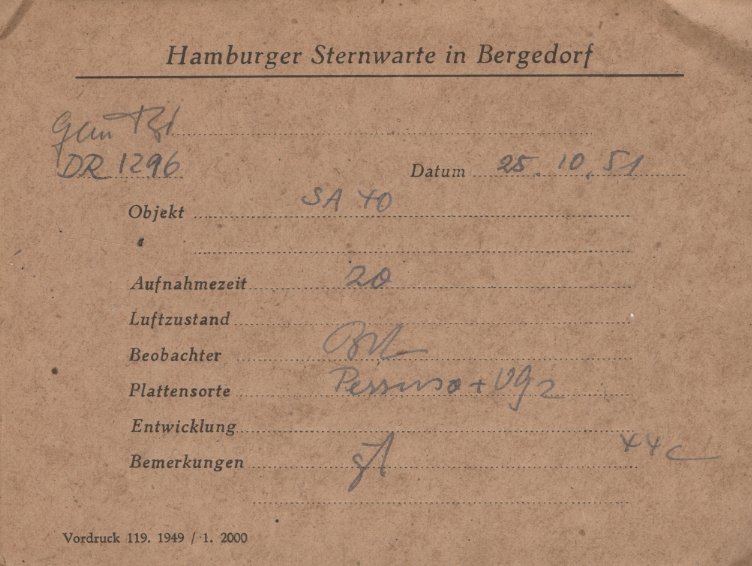 Hamburger Sternwarte in Bergedorf
DR 1296
Datum 25.10.51
Objekt SA 40
"
Aufnahmezeit 20
Luftzustand
Beobachter
Plattensorte
Entwicklung
Bemerkungen
Vordruck 119. 1949 / 1. 2000